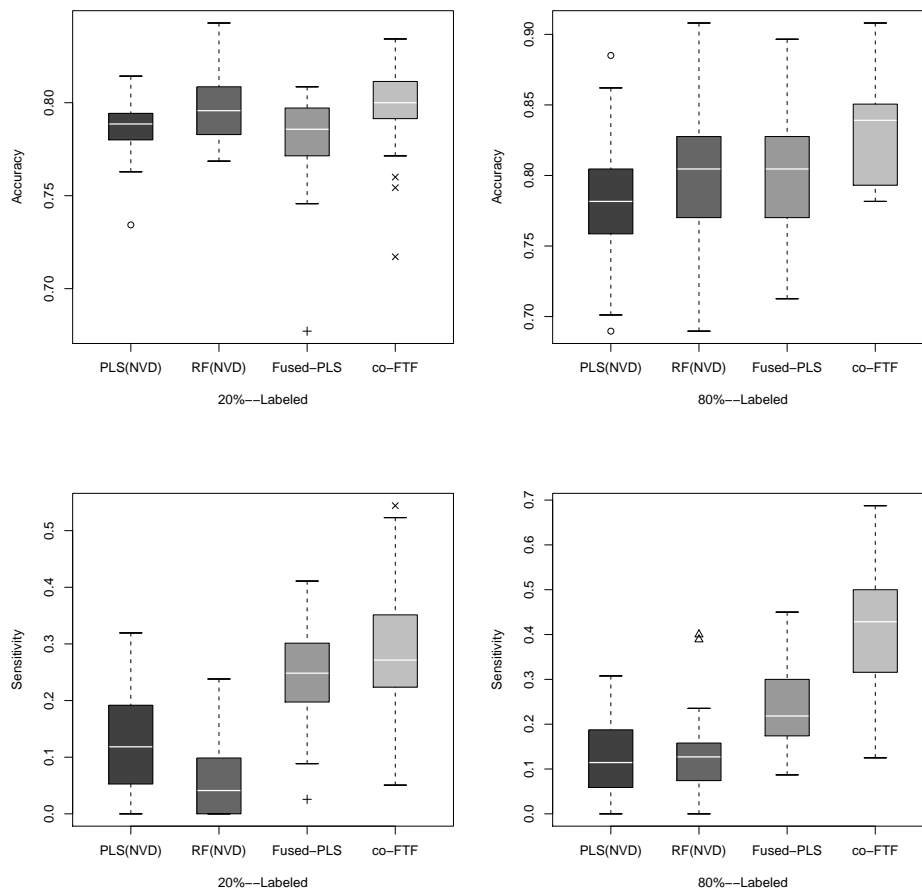 Accuracy
0.70 0.75 0.80
PLS(NVD) RF(NVD) Fused−PLS co−FTF
20%−−Labeled
Accuracy
0.70 0.75 0.80 0.85 0.90
PLS(NVD) RF(NVD) Fused−PLS co−FTF
80%−−Labeled
Sensitivity
0.0 0.1 0.2 0.3 0.4 0.5
PLS(NVD) RF(NVD) Fused−PLS co−FTF
20%−−Labeled
Sensitivity
0.0 0.1 0.2 0.3 0.4 0.5 0.6 0.7
PLS(NVD) RF(NVD) Fused−PLS co−FTF
80%−−Labeled